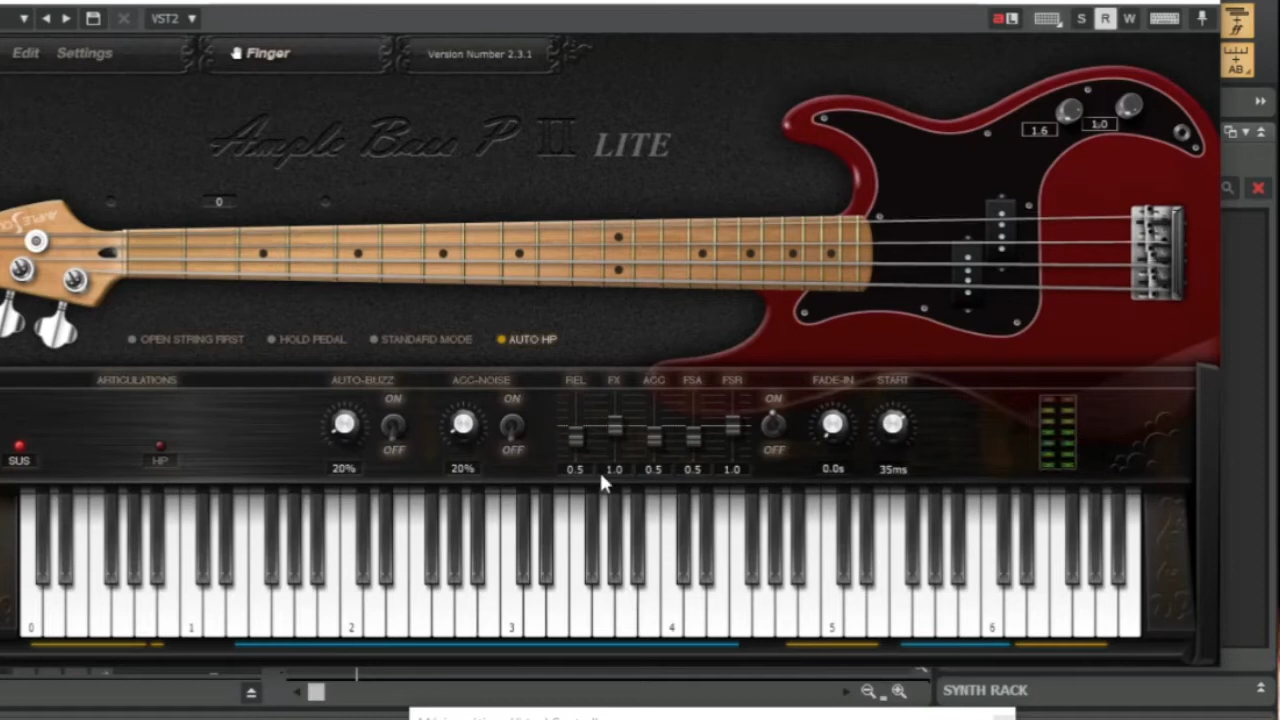 VST2
aL
S R W
ff
AB
Edit Settings
Finger
Version Number 2.3.1
Ample Bass P II LITE
1.6
1.0
0
OPEN STRING FIRST
HOLD PEDAL
STANDARD MODE
AUTO HP
ARTICULATIONS
AUTO-BUZZ
ACC-NOISE
REL FX ACC FSA FSR
FADE-IN
START
ON
ON
ON
OFF
OFF
OFF
SUS
HP
20%
20%
0.5 1.0 0.5 0.5 1.0
0.0s
35ms
0 1 2 3 4 5 6
SYNTH RACK